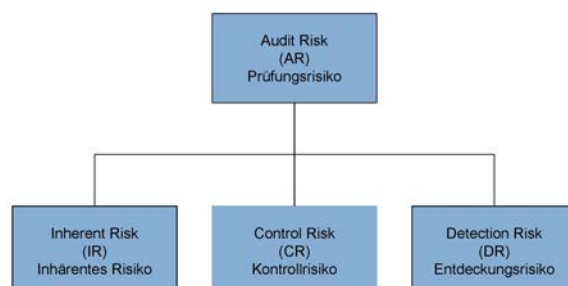 Audit Risk
(AR)
Prüfungsrisiko
Inherent Risk
(IR)
Inhärentes Risiko
Control Risk
(CR)
Kontrollrisiko
Detection Risk
(DR)
Entdeckungsrisiko